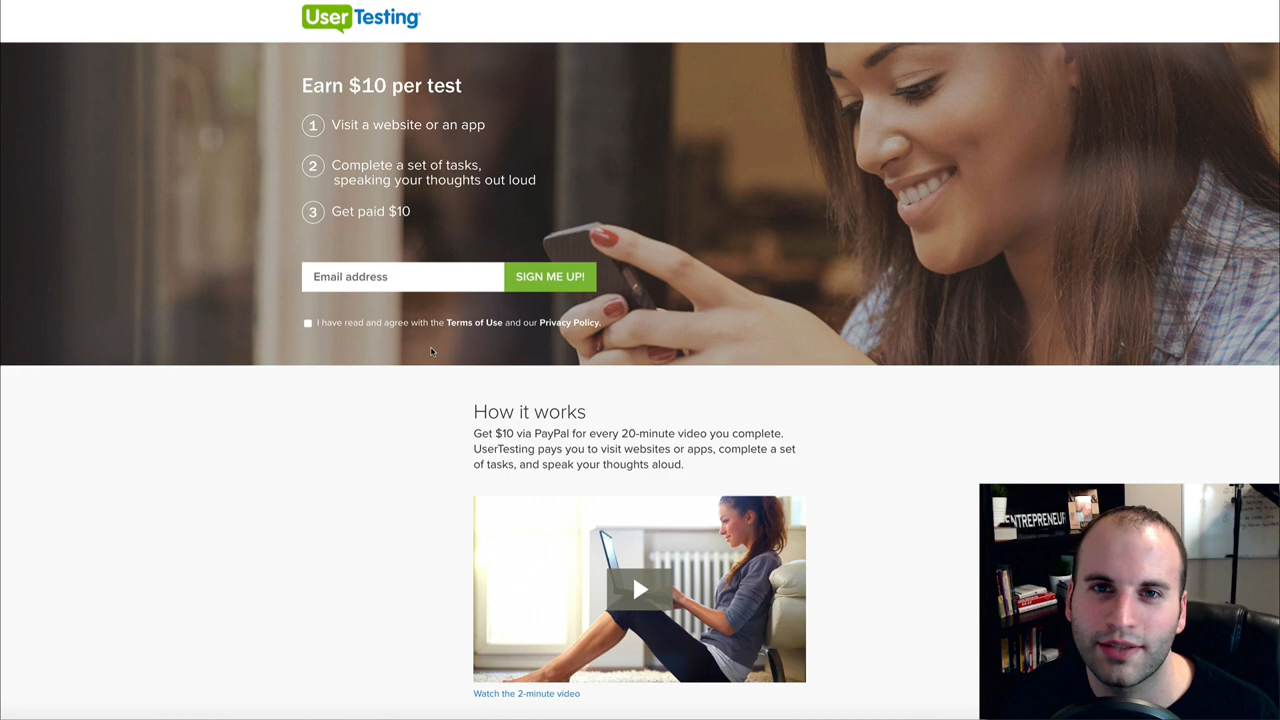 UserTesting
Earn $10 per test
1 Visit a website or an app
2 Complete a set of tasks,
speaking your thoughts out loud
3 Get paid $10
Email address
SIGN ME UP!
I have read and agree with the Terms of Use and our Privacy Policy.
How it works
Get $10 via PayPal for every 20-minute video you complete.
UserTesting pays you to visit websites or apps, complete a set
of tasks, and speak your thoughts aloud.
ENTREPRENEUR
Watch the 2-minute video